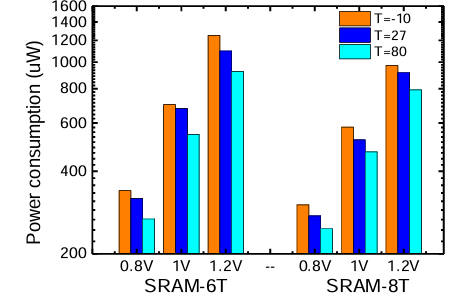 Power consumption (uW)
1600
1400
1200
1000
800
600
400
200
T=-10
T=27
T=80
0.8V 1V 1.2V -- 0.8V 1V 1.2V
SRAM-6T SRAM-8T